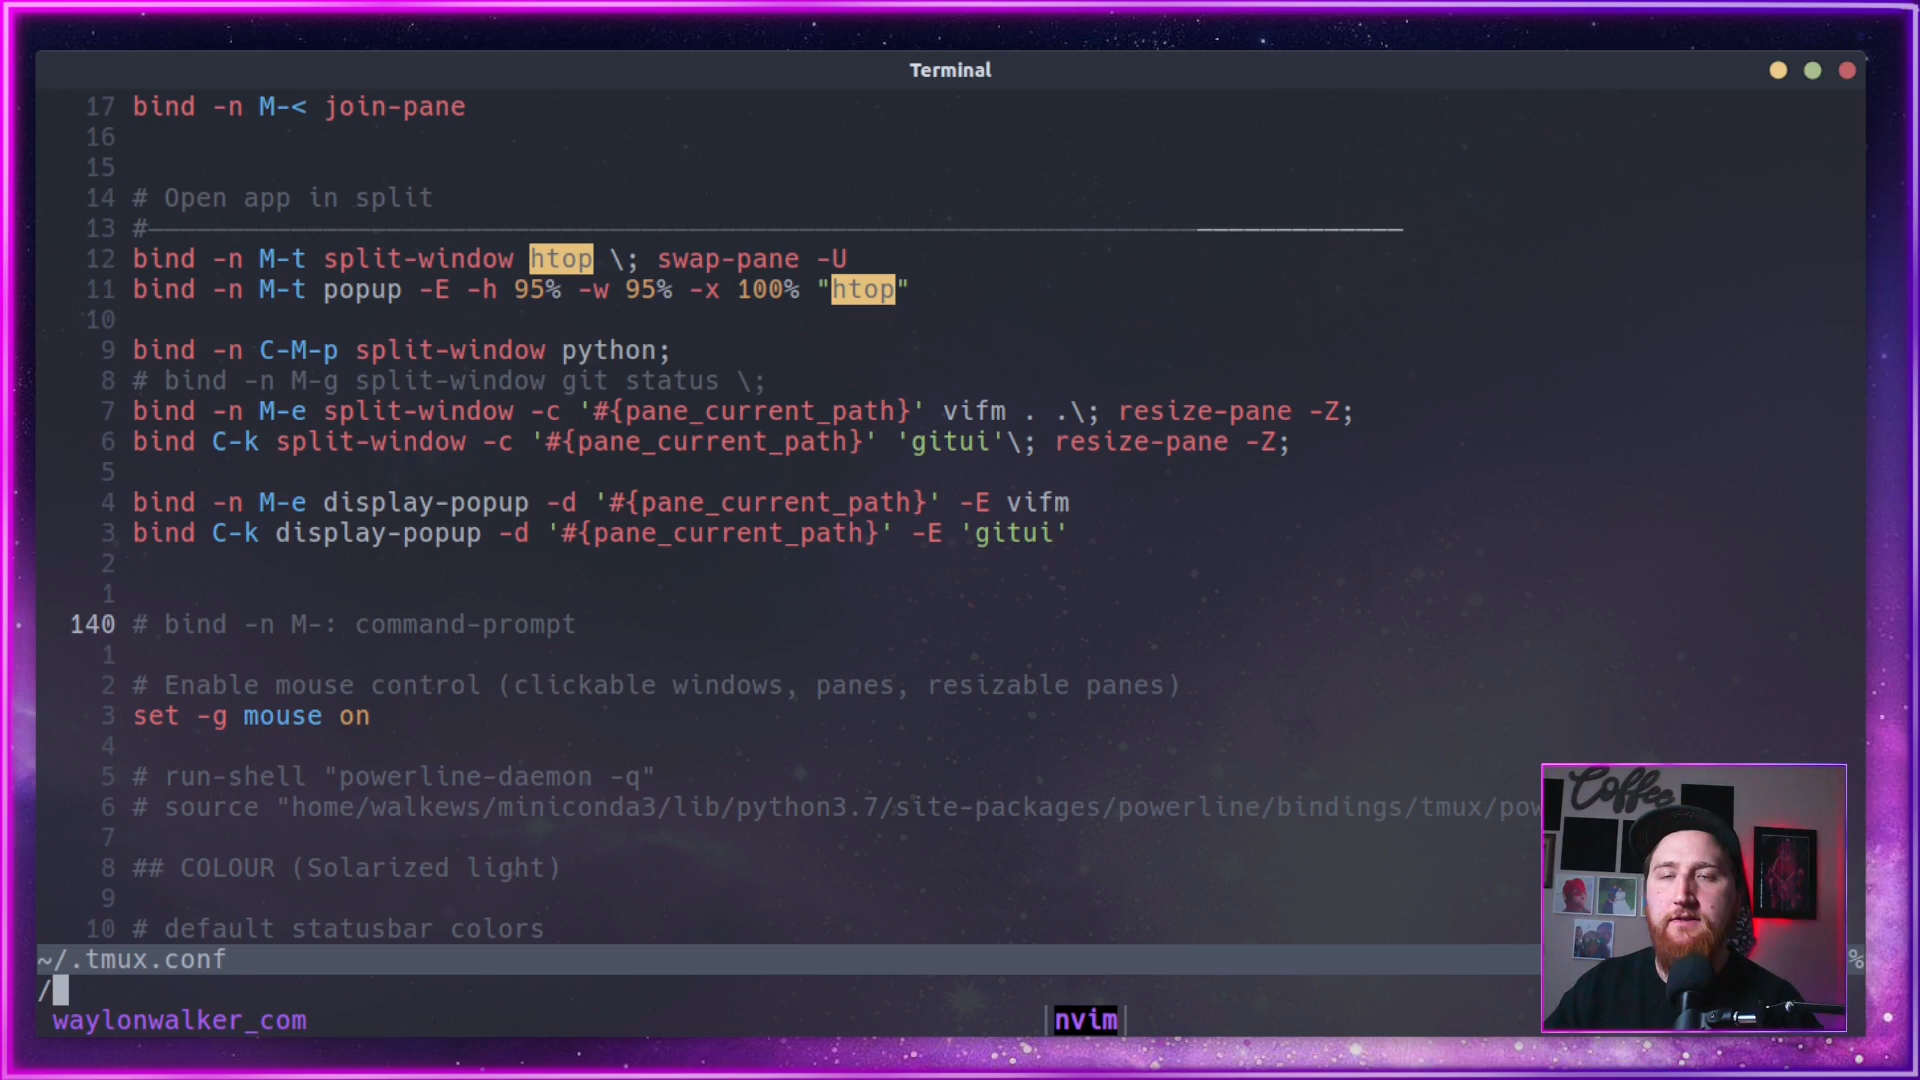 Terminal
17 bind -n M-< join-pane
16
15
14 # Open app in split
13 #
12 bind -n M-t split-window htop \; swap-pane -U
11 bind -n M-t popup -E -h 95% -w 95% -x 100% "htop"
10
9 bind -n C-M-p split-window python;
8 # bind -n M-g split-window git status \;
7 bind -n M-e split-window -c '#{pane_current_path}' vifm . .\; resize-pane -Z;
6 bind C-k split-window -c '#{pane_current_path}' 'gitui'\; resize-pane -Z;
5
4 bind -n M-e display-popup -d '#{pane_current_path}' -E vifm
3 bind C-k display-popup -d '#{pane_current_path}' -E 'gitui'
2
1
140 # bind -n M-: command-prompt
1
2 # Enable mouse control (clickable windows, panes, resizable panes)
3 set -g mouse on
4
5 # run-shell "powerline-daemon -q"
6 # source "home/walkews/miniconda3/lib/python3.7/site-packages/powerline/bindings/tmux/pow
7
8 ## COLOUR (Solarized light)
9
10 # default statusbar colors
~/.tmux.conf %
/
waylonwalker_com |nvim|
Coffee